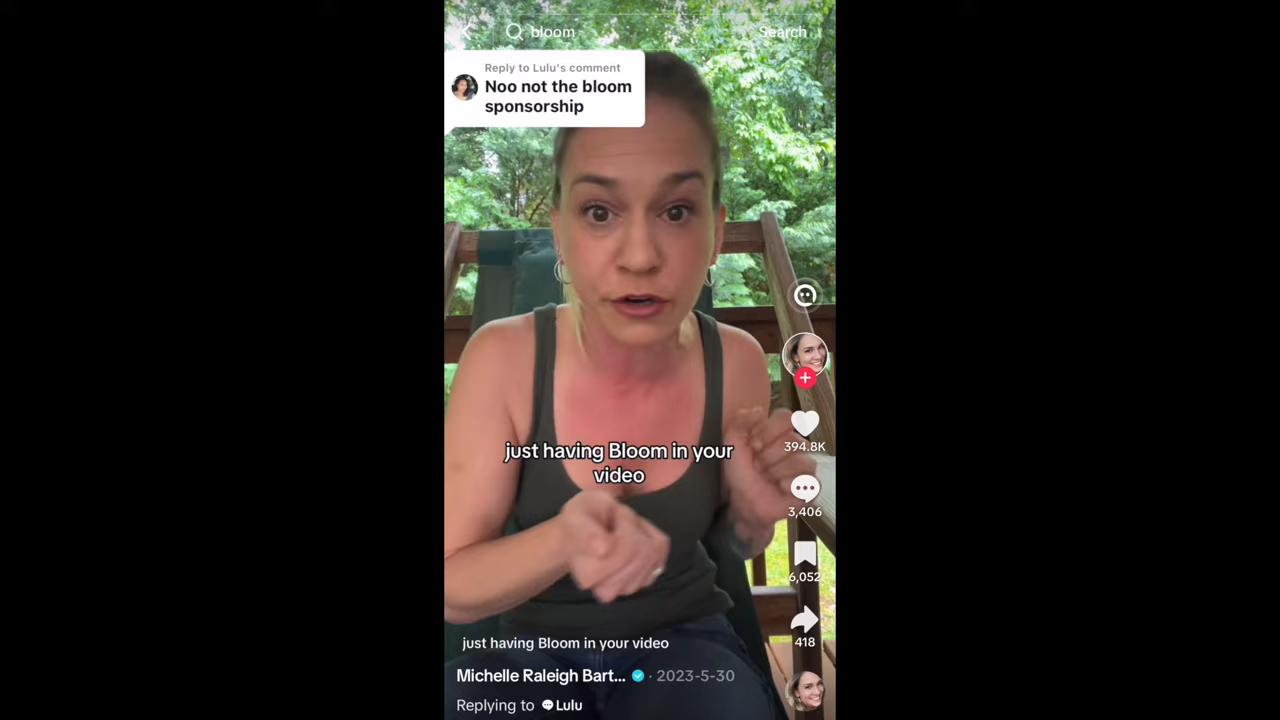 bloom
Search
Reply to Lulu's comment
Noo not the bloom
sponsorship
394.8K
just having Bloom in your
video
3,406
6,052
418
just having Bloom in your video
Michelle Raleigh Bart... · 2023-5-30
Replying to Lulu